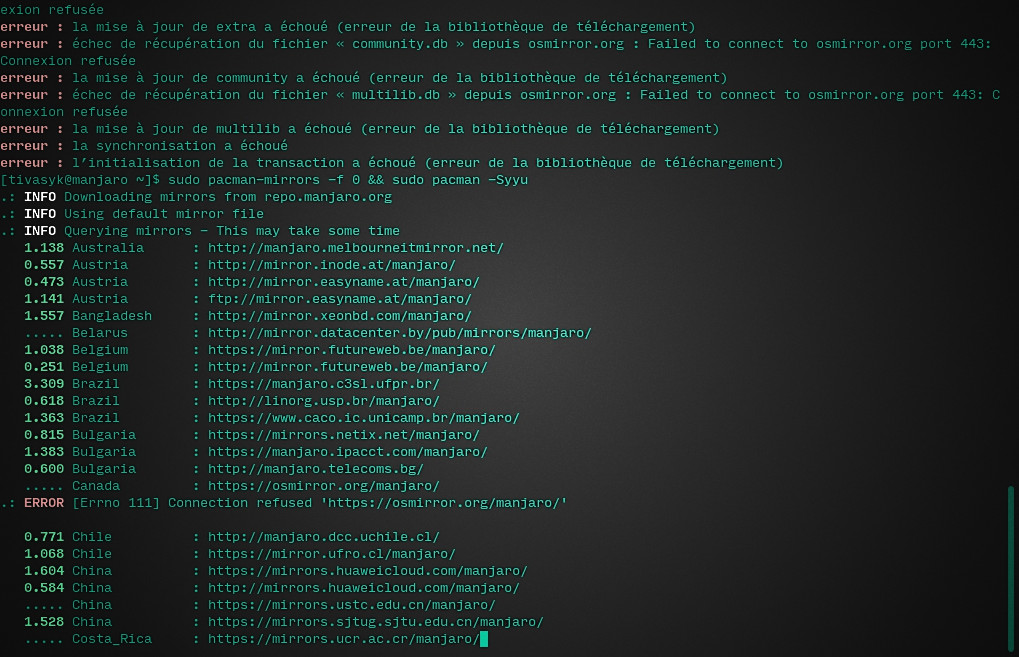 exion refusée
erreur : la mise à jour de extra a échoué (erreur de la bibliothèque de téléchargement)
erreur : échec de récupération du fichier « community.db » depuis osmirror.org : Failed to connect to osmirror.org port 443:
Connexion refusée
erreur : la mise à jour de community a échoué (erreur de la bibliothèque de téléchargement)
erreur : échec de récupération du fichier « multilib.db » depuis osmirror.org : Failed to connect to osmirror.org port 443: C
onnexion refusée
erreur : la mise à jour de multilib a échoué (erreur de la bibliothèque de téléchargement)
erreur : la synchronisation a échoué
erreur : l’initialisation de la transaction a échoué (erreur de la bibliothèque de téléchargement)
[tivasyk@manjaro ~]$ sudo pacman-mirrors -f 0 && sudo pacman -Syyu
.: INFO Downloading mirrors from repo.manjaro.org
.: INFO Using default mirror file
.: INFO Querying mirrors - This may take some time
1.138 Australia : http://manjaro.melbourneitmirror.net/
0.557 Austria : http://mirror.inode.at/manjaro/
0.473 Austria : http://mirror.easyname.at/manjaro/
1.141 Austria : ftp://mirror.easyname.at/manjaro/
1.557 Bangladesh : http://mirror.xeonbd.com/manjaro/
..... Belarus : http://mirror.datacenter.by/pub/mirrors/manjaro/
1.038 Belgium : https://mirror.futureweb.be/manjaro/
0.251 Belgium : http://mirror.futureweb.be/manjaro/
3.309 Brazil : https://manjaro.c3sl.ufpr.br/
0.618 Brazil : http://linorg.usp.br/manjaro/
1.363 Brazil : https://www.caco.ic.unicamp.br/manjaro/
0.815 Bulgaria : https://mirrors.netix.net/manjaro/
1.383 Bulgaria : https://manjaro.ipacct.com/manjaro/
0.600 Bulgaria : http://manjaro.telecoms.bg/
..... Canada : https://osmirror.org/manjaro/
.: ERROR [Errno 111] Connection refused 'https://osmirror.org/manjaro/'
0.771 Chile : http://manjaro.dcc.uchile.cl/
1.068 Chile : https://mirror.ufro.cl/manjaro/
1.604 China : https://mirrors.huaweicloud.com/manjaro/
0.584 China : http://mirrors.huaweicloud.com/manjaro/
..... China : https://mirrors.ustc.edu.cn/manjaro/
1.528 China : https://mirrors.sjtug.sjtu.edu.cn/manjaro/
..... Costa_Rica : https://mirrors.ucr.ac.cr/manjaro/